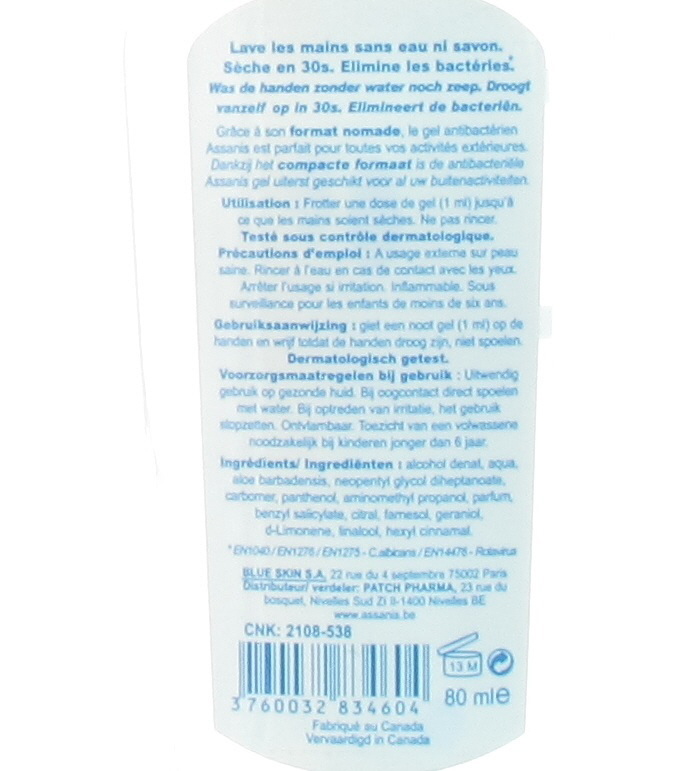 Lave les mains sans eau ni savon.
Sèche en 30s. Elimine les bactéries*.
Was de handen zonder water noch zeep. Droogt
vanzelf op in 30s. Elimineert de bacteriën.
Grâce à son format nomade, le gel antibactérien
Assanis est parfait pour toutes vos activités extérieures.
Dankzij het compacte formaat is de antibacteriële
Assanis gel uiterst geschikt voor al uw buitenactiviteiten.
Utilisation : Frotter une dose de gel (1 ml) jusqu'à
ce que les mains soient sèches. Ne pas rincer.
Testé sous contrôle dermatologique.
Précautions d'emploi : A usage externe sur peau
saine. Rincer à l'eau en cas de contact avec les yeux.
Arrêter l'usage si irritation. Inflammable. Sous
surveillance pour les enfants de moins de six ans.
Gebruiksaanwijzing : giet een noot gel (1 ml) op de
handen en wrijf totdat de handen droog zijn, niet spoelen.
Dermatologisch getest.
Voorzorgsmaatregelen bij gebruik : Uitwendig
gebruik op gezonde huid. Bij oogcontact direct spoelen
met water. Bij optreden van irritatie, het gebruik
stopzetten. Ontvlambaar. Toezicht van een volwassene
noodzakelijk bij kinderen jonger dan 6 jaar.
Ingrédients/ Ingrediënten : alcohol denat, aqua,
aloe barbadensis, neopentyl glycol diheptanoate,
carbomer, panthenol, aminomethyl propanol, parfum,
benzyl salicylate, citral, farnesol, geraniol,
d-Limonene, linalool, hexyl cinnamal.
*EN1040 / EN1276 / EN1275 - C.albicans / EN14476 - Rotavirus
BLUE SKIN S.A, 22 rue du 4 septembre 75002 Paris
Distributeur/ verdeler: PATCH PHARMA, 23 rue du
bosquet, Nivelles Sud ZI II-1400 Nivelles BE
www.assanis.be
CNK: 2108-538
13 M
80 ml℮
3 760032 834604
Fabriqué au Canada
Vervaardigd in Canada